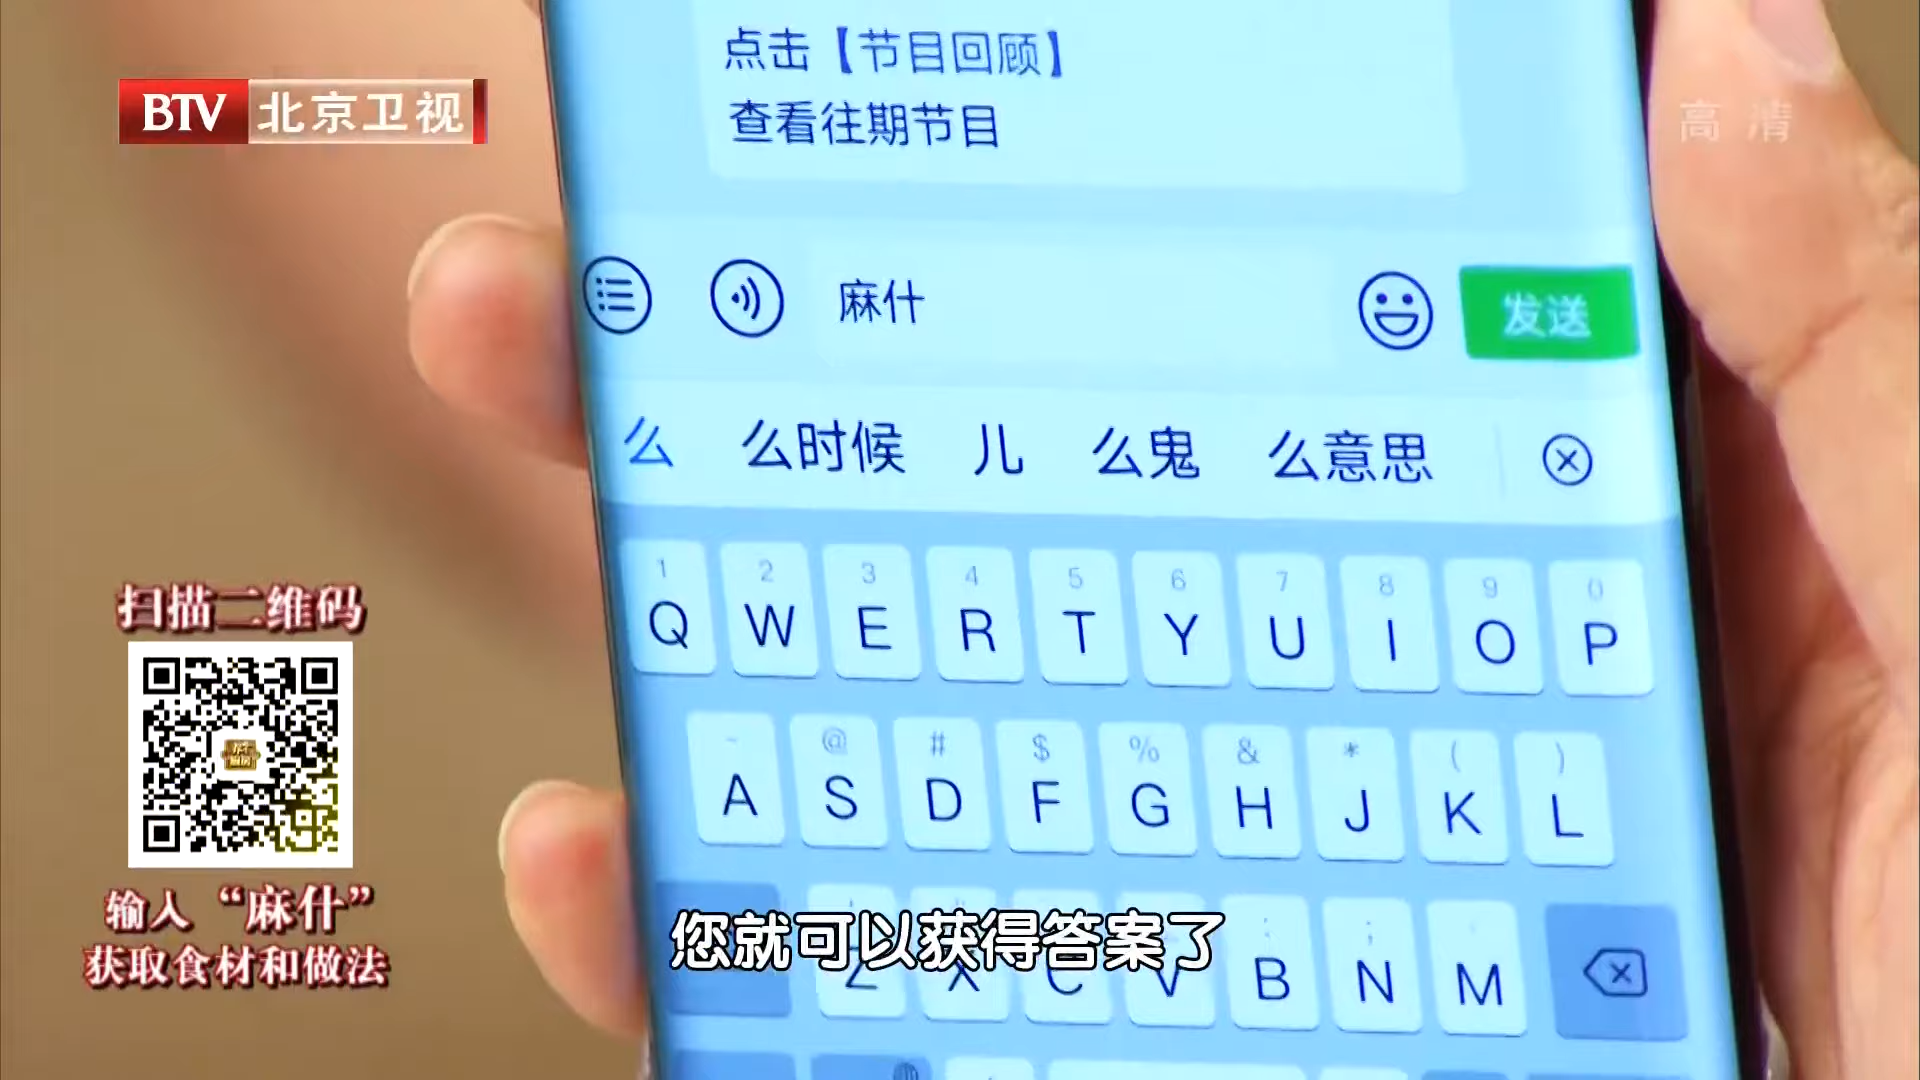 点击【节目回顾】
查看往期节目
BTV 北京卫视
高清
麻什
发送
么 么时候 儿 么鬼 么意思
1 2 3 4 5 6 7 8 9 0
Q W E R T Y U I O P
~ @ # $ % & * ( )
A S D F G H J K L
Z X C V B N M
扫描二维码
输入“麻什”
获取食材和做法
您就可以获得答案了